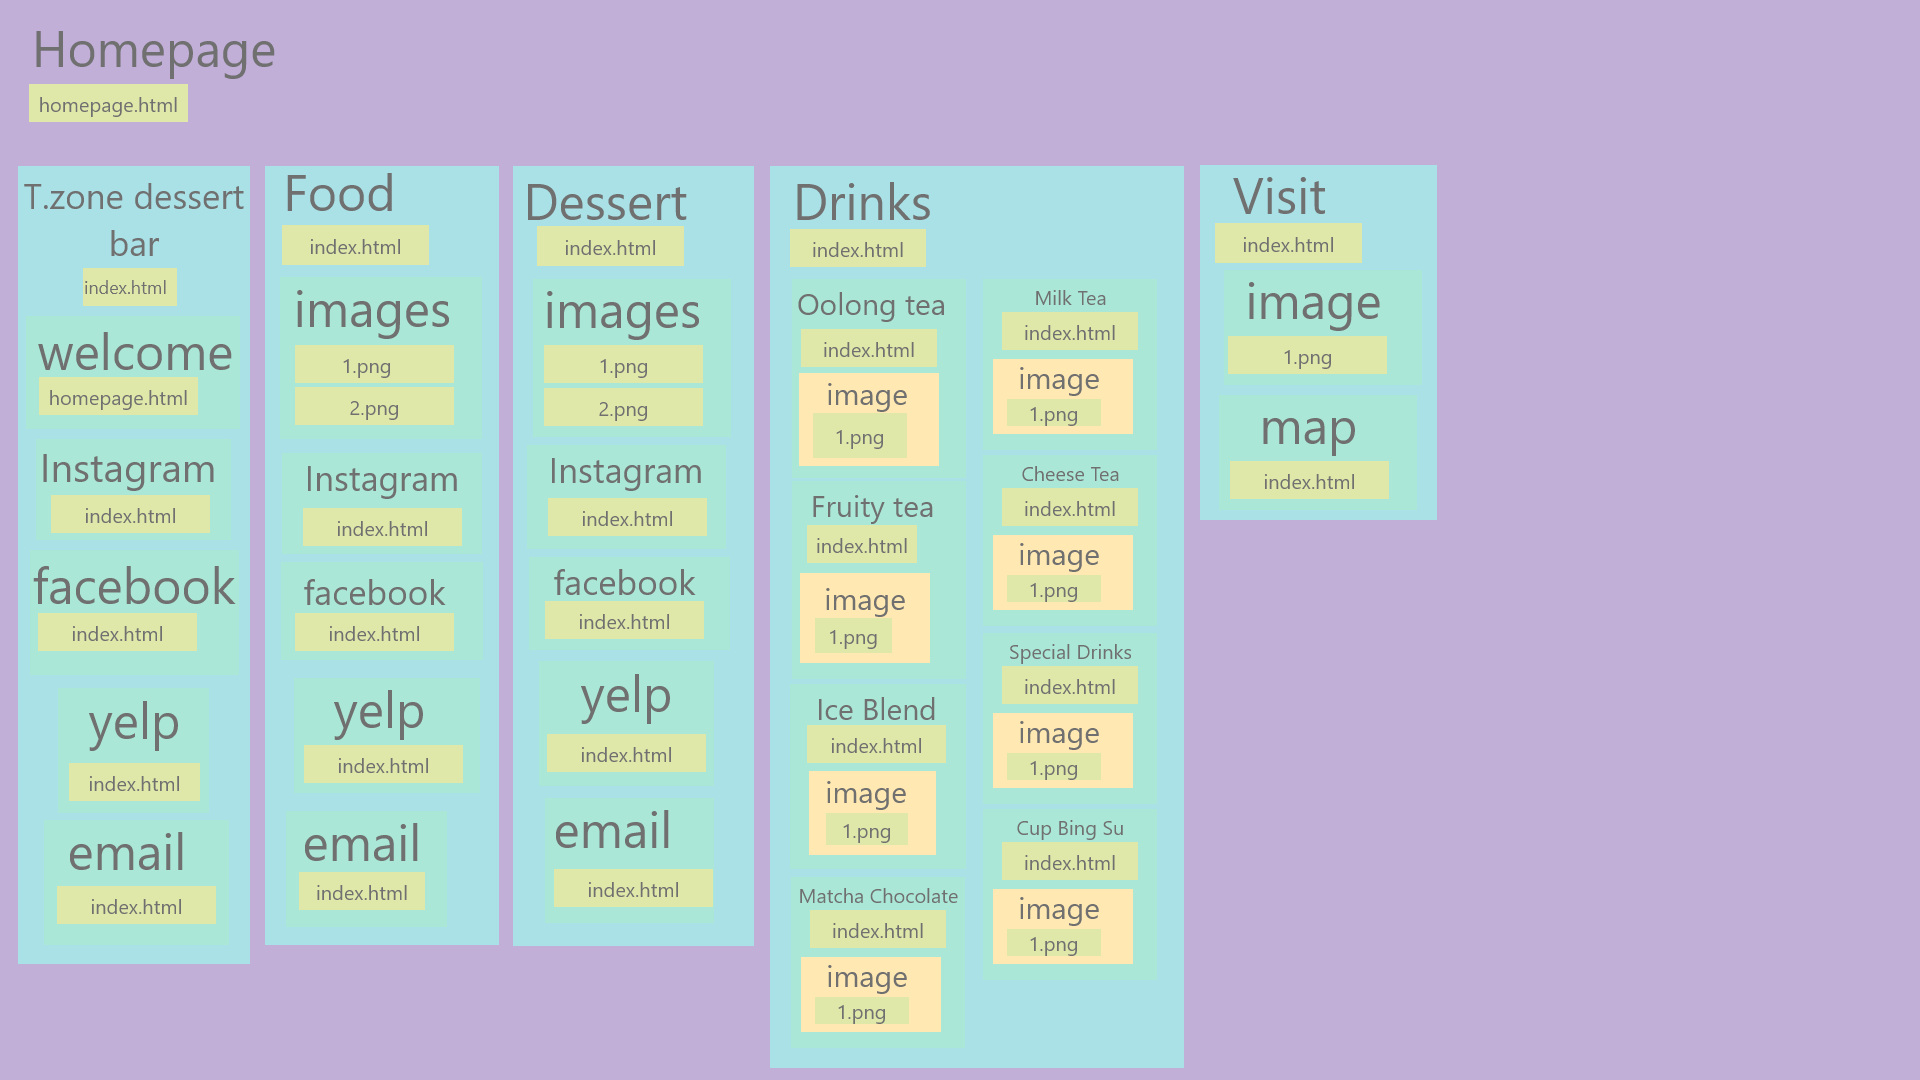 Homepage
homepage.html
T.zone dessert
bar
index.html
welcome
homepage.html
Instagram
index.html
facebook
index.html
yelp
index.html
email
index.html
Food
index.html
images
1.png
2.png
Instagram
index.html
facebook
index.html
yelp
index.html
email
index.html
Dessert
index.html
images
1.png
2.png
Instagram
index.html
facebook
index.html
yelp
index.html
email
index.html
Drinks
index.html
Oolong tea
index.html
image
1.png
Fruity tea
index.html
image
1.png
Ice Blend
index.html
image
1.png
Matcha Chocolate
index.html
image
1.png
Milk Tea
index.html
image
1.png
Cheese Tea
index.html
image
1.png
Special Drinks
index.html
image
1.png
Cup Bing Su
index.html
image
1.png
Visit
index.html
image
1.png
map
index.html